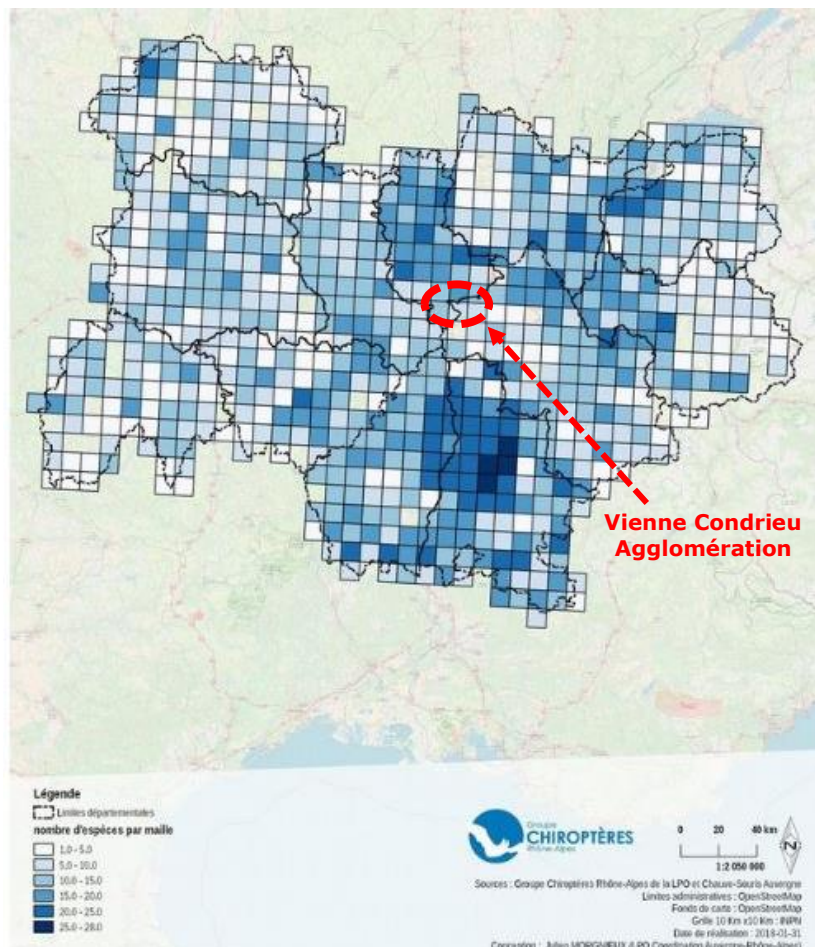 Vienne Condrieu
Agglomération
Légende
Limites départementales
nombre d'espèces par maille
1,0 - 5,0
5,0 - 10,0
10,0 - 15,0
15,0 - 20,0
20,0 - 25,0
25,0 - 28,0
Groupe
CHIROPTÈRES
Rhône-Alpes
0 20 40 km
1:2 050 000
N
Sources : Groupe Chiroptères Rhône-Alpes de la LPO et Chauve-Souris Auvergne
Limites administratives : OpenStreetMap
Fonds de carte : OpenStreetMap
Grille 10 Km x10 Km : INPN
Date de réalisation : 2018-01-31